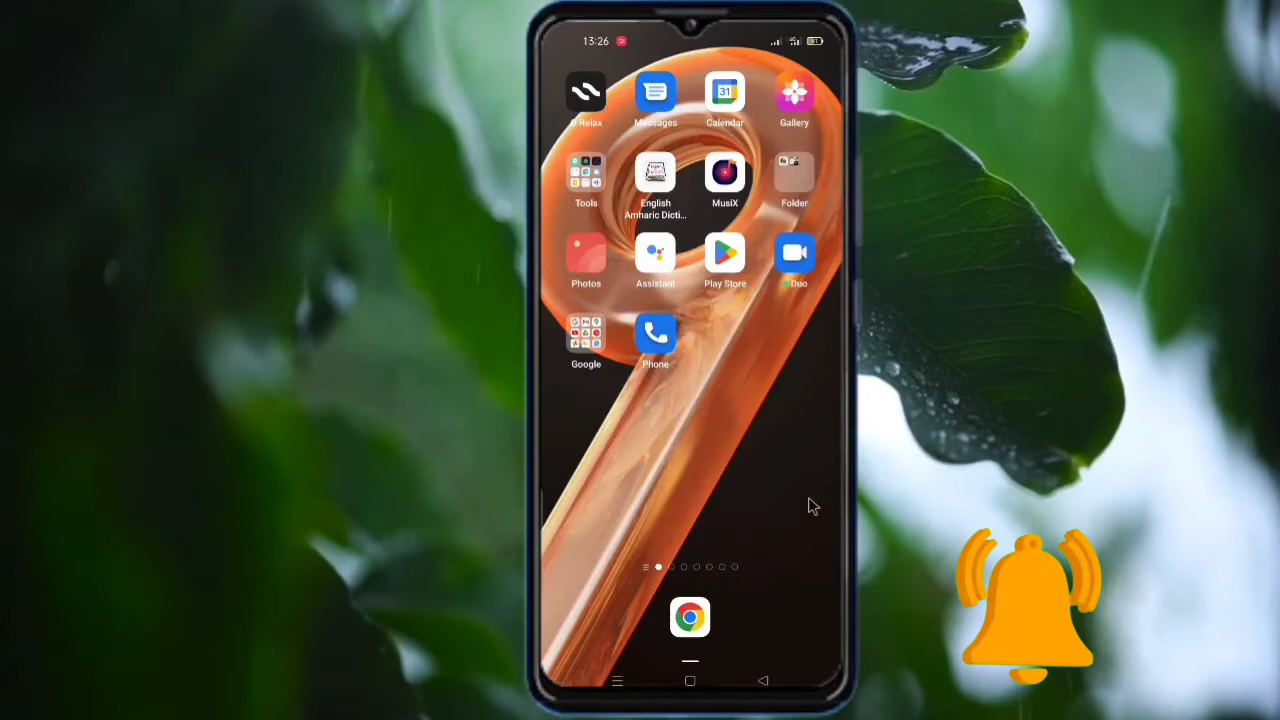 13:26
O Relax
Messages
31
Calendar
Gallery
Tools
English
Amharic Dicti...
MusiX
Folder
Photos
Assistant
Play Store
Duo
Google
Phone